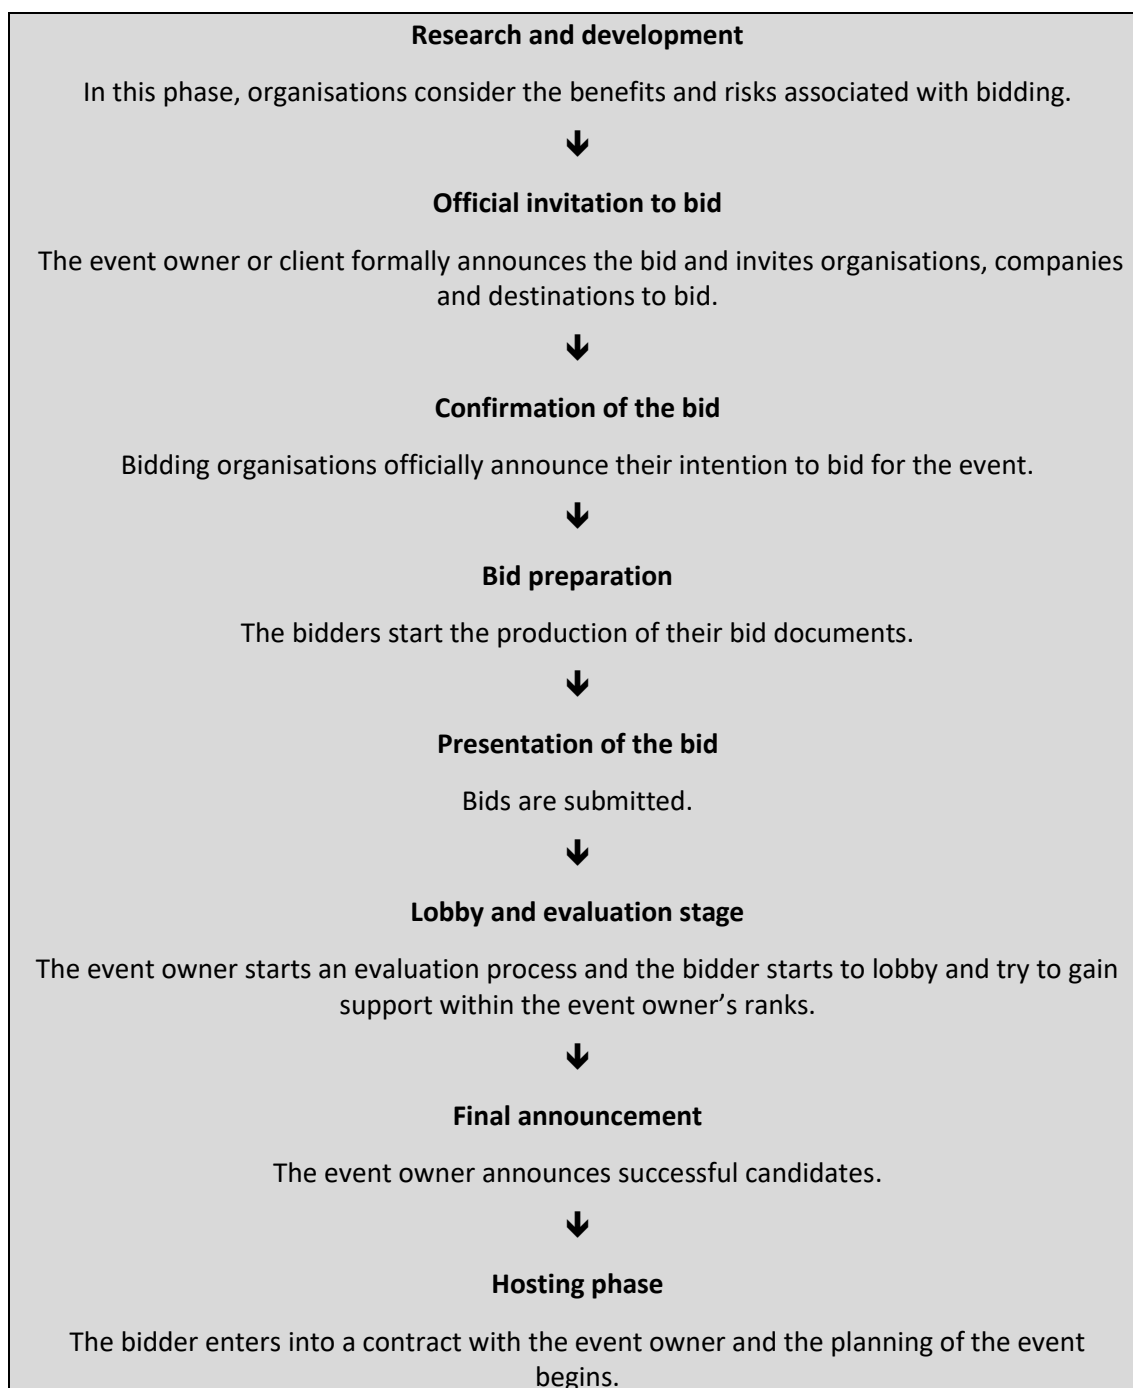 Research and development
In this phase, organisations consider the benefits and risks associated with bidding.
↓
Official invitation to bid
The event owner or client formally announces the bid and invites organisations, companies
and destinations to bid.
↓
Confirmation of the bid
Bidding organisations officially announce their intention to bid for the event.
↓
Bid preparation
The bidders start the production of their bid documents.
↓
Presentation of the bid
Bids are submitted.
↓
Lobby and evaluation stage
The event owner starts an evaluation process and the bidder starts to lobby and try to gain
support within the event owner’s ranks.
↓
Final announcement
The event owner announces successful candidates.
↓
Hosting phase
The bidder enters into a contract with the event owner and the planning of the event
begins.